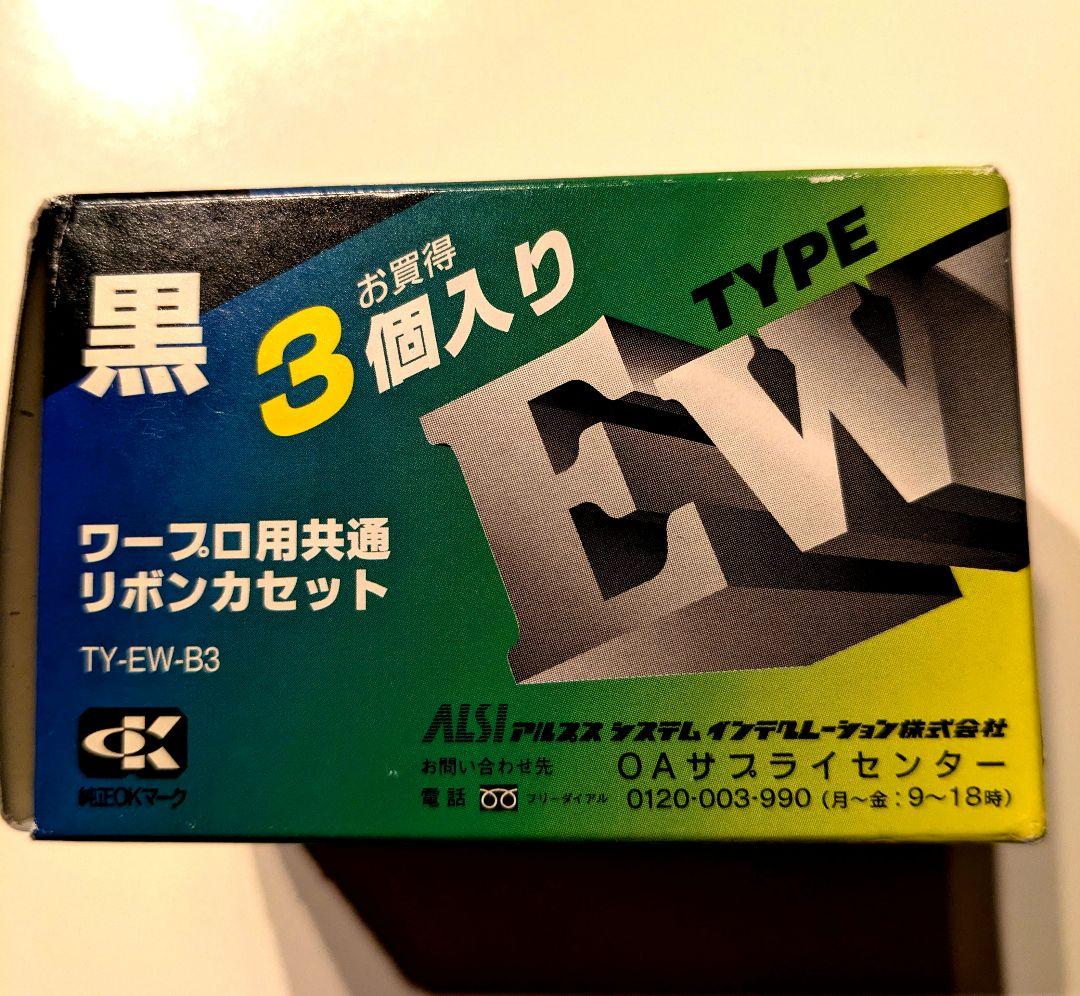 黒
お買得
3個入り
TYPE
EW
ワープロ用共通
リボンカセット
TY-EW-B3
OK
純正OKマーク
ALSI アルプス システム インテグレーション株式会社
お問い合わせ先 OAサプライセンター
電話 フリーダイアル 0120-003-990(月~金:9~18時)